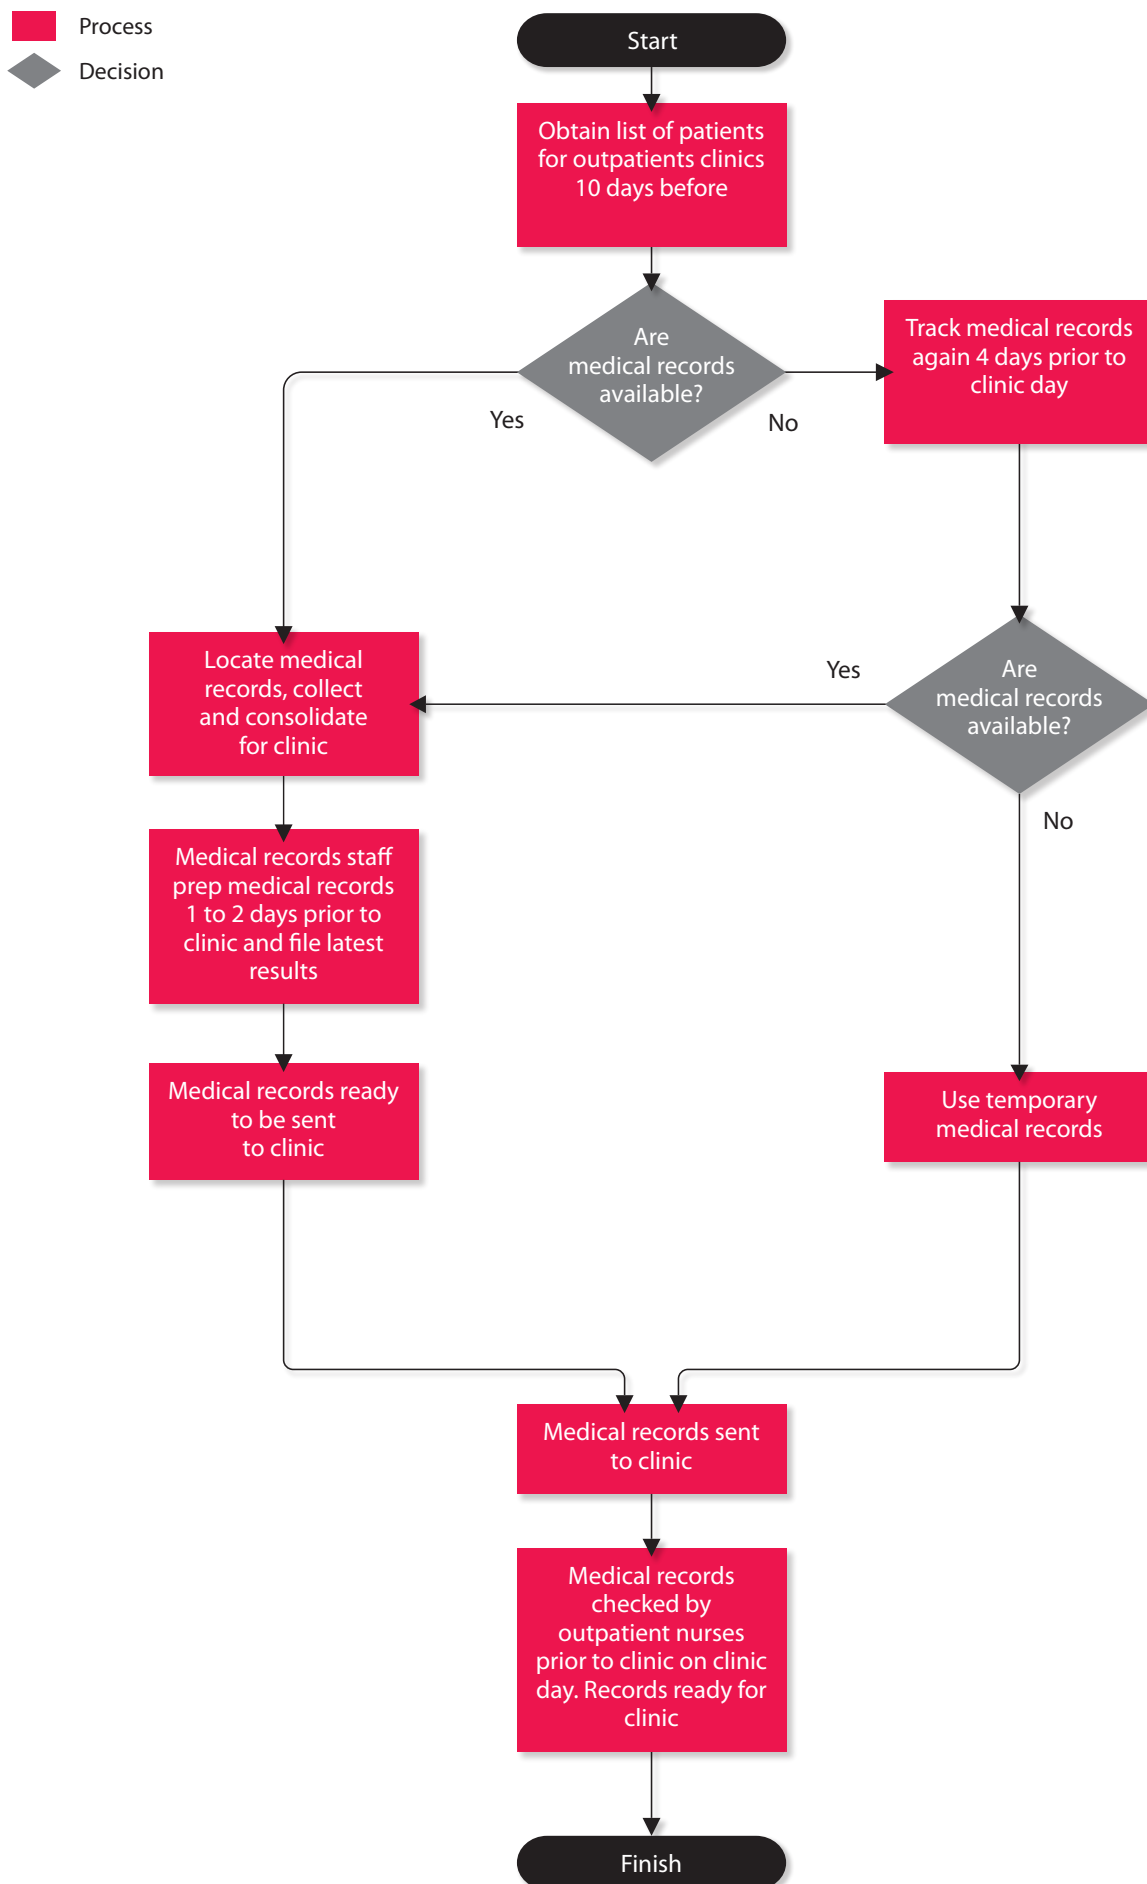 Process
Decision
Start
Obtain list of patients
for outpatients clinics
10 days before
Are
medical records
available?
Yes
No
Track medical records
again 4 days prior to
clinic day
Locate medical
records, collect
and consolidate
for clinic
Yes
Are
medical records
available?
No
Medical records staff
prep medical records
1 to 2 days prior to
clinic and file latest
results
Medical records ready
to be sent
to clinic
Use temporary
medical records
Medical records sent
to clinic
Medical records
checked by
outpatient nurses
prior to clinic on clinic
day. Records ready for
clinic
Finish